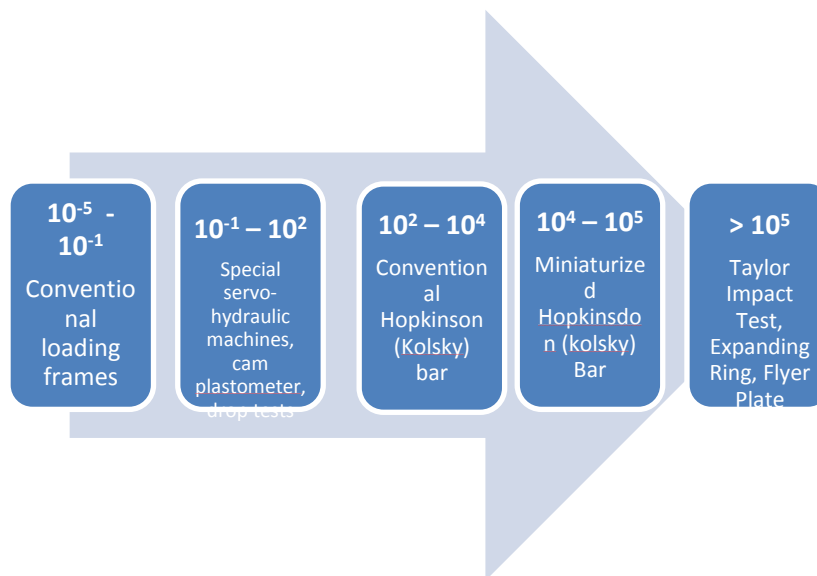 10⁻⁵ -
10⁻¹
Conventio
nal
loading
frames
10⁻¹ – 10²
Special
servo-
hydraulic
machines,
cam
plastometer,
drop tests
10² – 10⁴
Convention
al
Hopkinson
(Kolsky)
bar
10⁴ – 10⁵
Miniaturize
d
Hopkinsdo
n (kolsky)
Bar
> 10⁵
Taylor
Impact
Test,
Expanding
Ring, Flyer
Plate